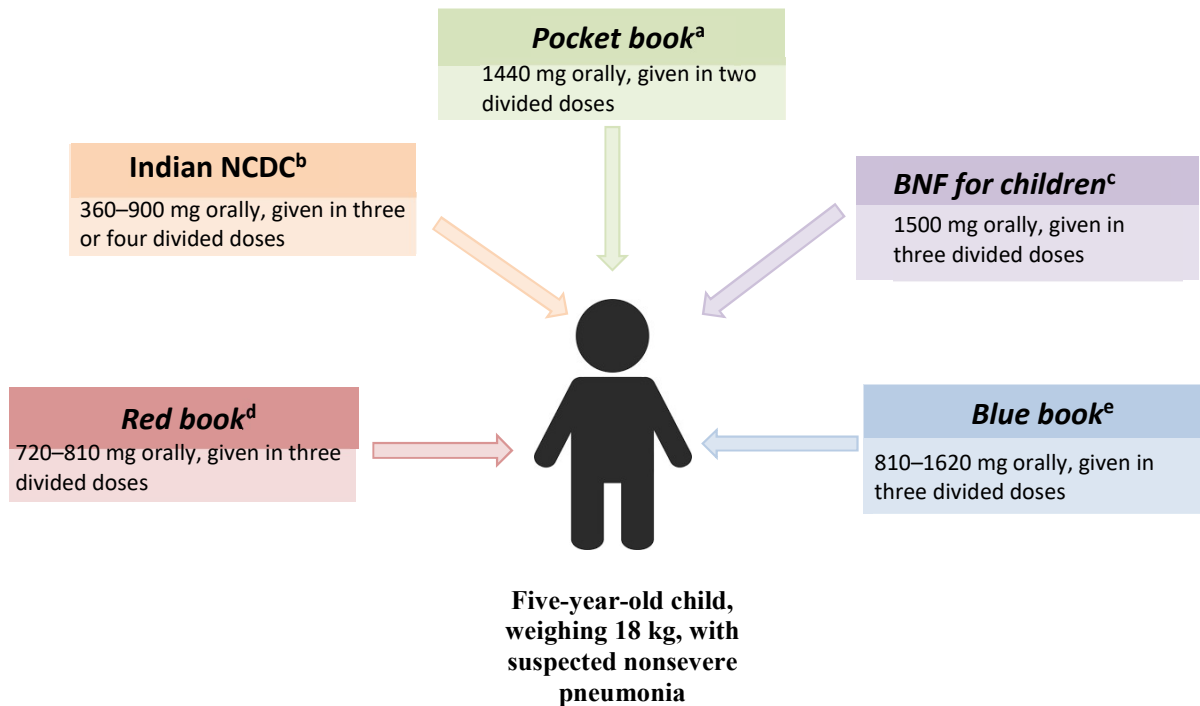 Pocket bookᵃ
1440 mg orally, given in two
divided doses
Indian NCDCᵇ
360–900 mg orally, given in three
or four divided doses
BNF for childrenᶜ
1500 mg orally, given in
three divided doses
Red bookᵈ
720–810 mg orally, given in three
divided doses
Blue bookᵉ
810–1620 mg orally, given in
three divided doses
Five-year-old child,
weighing 18 kg, with
suspected nonsevere
pneumonia